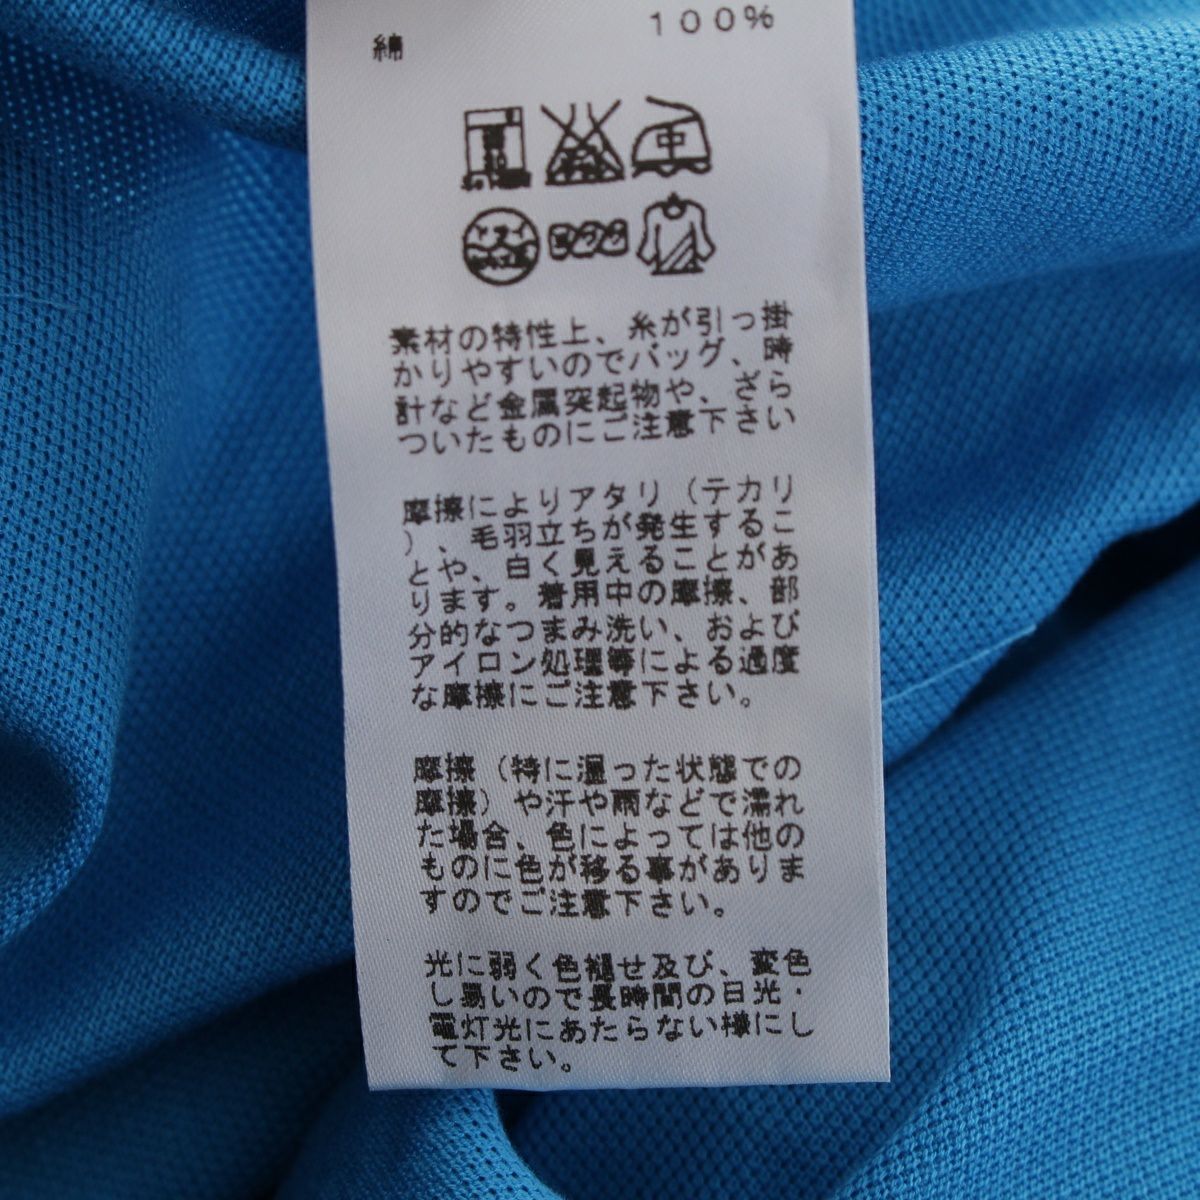 綿 100%
中
素材の特性上、糸が引っ掛
かりやすいのでバッグ、時
計など金属突起物や、ざら
ついたものにご注意下さい
摩擦によりアタリ（テカリ
）、毛羽立ちが発生するこ
とや、白く見えることがあ
ります。着用中の摩擦、部
分的なつまみ洗い、および
アイロン処理等による過度
な摩擦にご注意下さい。
摩擦（特に湿った状態での
摩擦）や汗や雨などで濡れ
た場合、色によっては他の
ものに色が移る事がありま
すのでご注意下さい。
光に弱く色褪せ及び、変色
し易いので長時間の日光・
電灯光にあたらない様にし
て下さい。